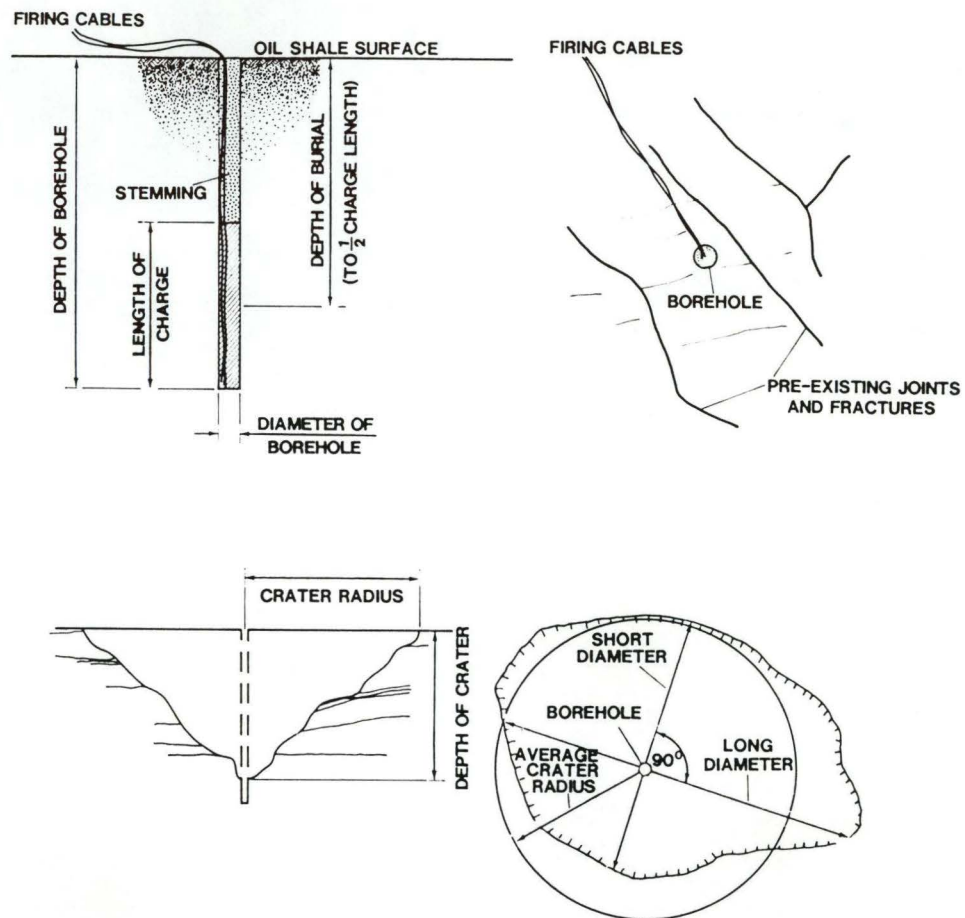 FIRING CABLES
OIL SHALE SURFACE
DEPTH OF BOREHOLE
STEMMING
LENGTH OF
CHARGE
DEPTH OF BURIAL
(TO 1/2 CHARGE LENGTH)
DIAMETER OF
BOREHOLE
FIRING CABLES
BOREHOLE
PRE-EXISTING JOINTS
AND FRACTURES
CRATER RADIUS
DEPTH OF CRATER
SHORT
DIAMETER
BOREHOLE
90°
LONG
DIAMETER
AVERAGE
CRATER
RADIUS